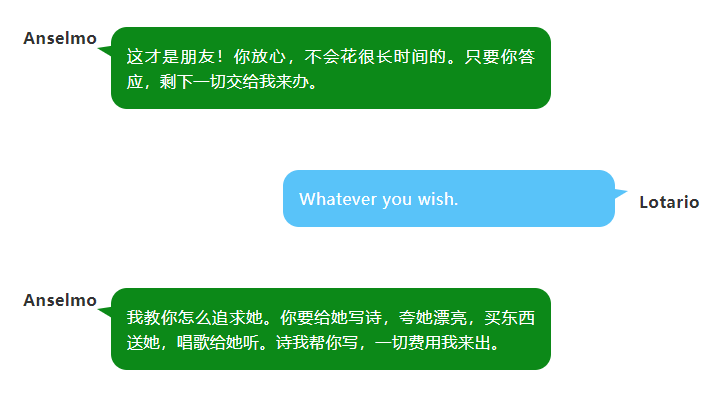 Anselmo
这才是朋友！你放心，不会花很长时间的。只要你答
应，剩下一切交给我来办。
Whatever you wish.
Lotario
Anselmo
我教你怎么追求她。你要给她写诗，夸她漂亮，买东西
送她，唱歌给她听。诗我帮你写，一切费用我来出。